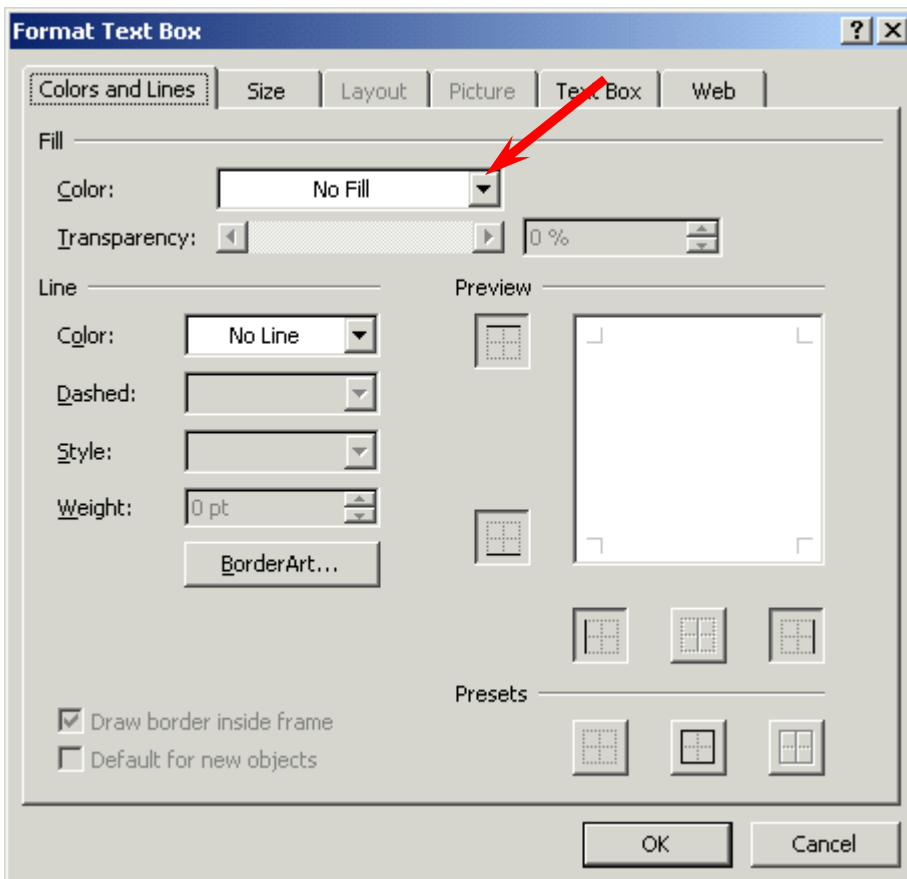 Format Text Box
Colors and Lines Size Layout Picture Text Box Web
Fill
Color: No Fill
Transparency: 0 %
Line
Color: No Line
Dashed:
Style:
Weight: 0 pt
BorderArt...
Preview
Presets
Draw border inside frame
Default for new objects
OK Cancel